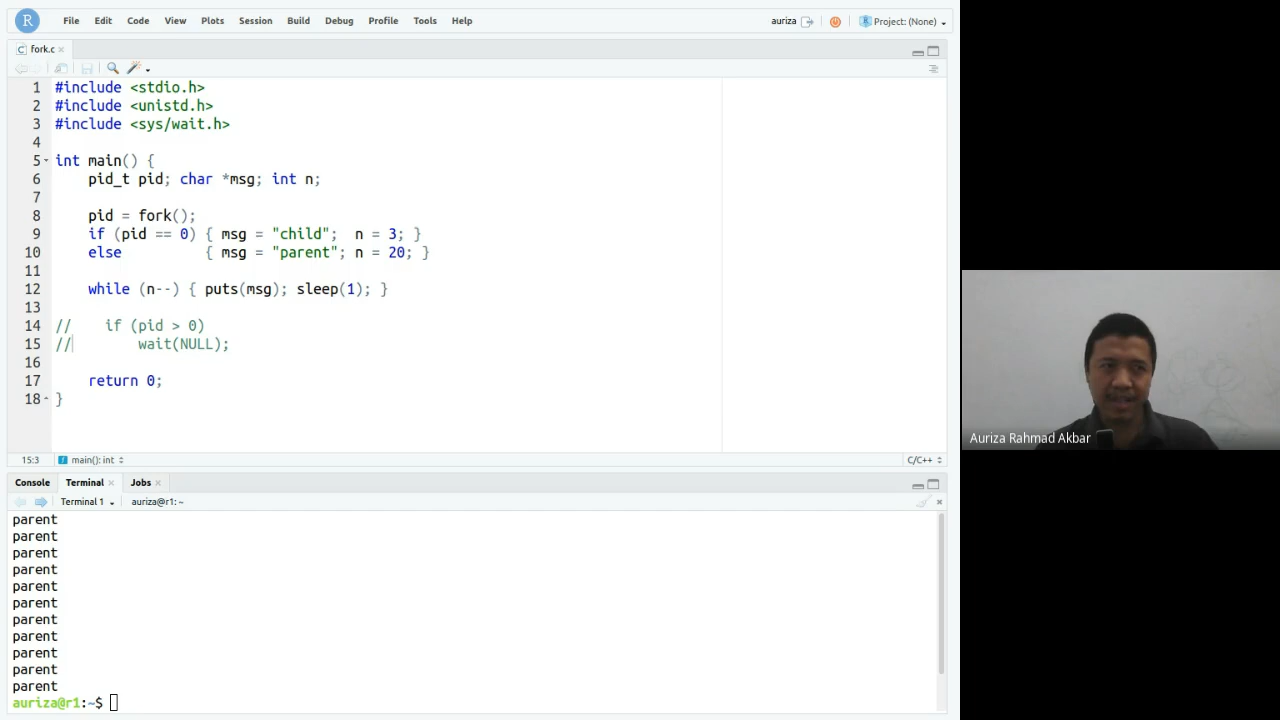 R File Edit Code View Plots Session Build Debug Profile Tools Help auriza R Project: (None)
C fork.c
1 #include <stdio.h>
2 #include <unistd.h>
3 #include <sys/wait.h>
4
5 int main() {
6     pid_t pid; char *msg; int n;
7
8     pid = fork();
9     if (pid == 0) { msg = "child";  n = 3; }
10     else          { msg = "parent"; n = 20; }
11
12     while (n--) { puts(msg); sleep(1); }
13
14 //    if (pid > 0)
15 //        wait(NULL);
16
17     return 0;
18 }
15:3 main(): int C/C++
Console Terminal Jobs
Terminal 1 auriza@r1: ~
parent
parent
parent
parent
parent
parent
parent
parent
parent
parent
parent
auriza@r1:~$
Auriza Rahmad Akbar